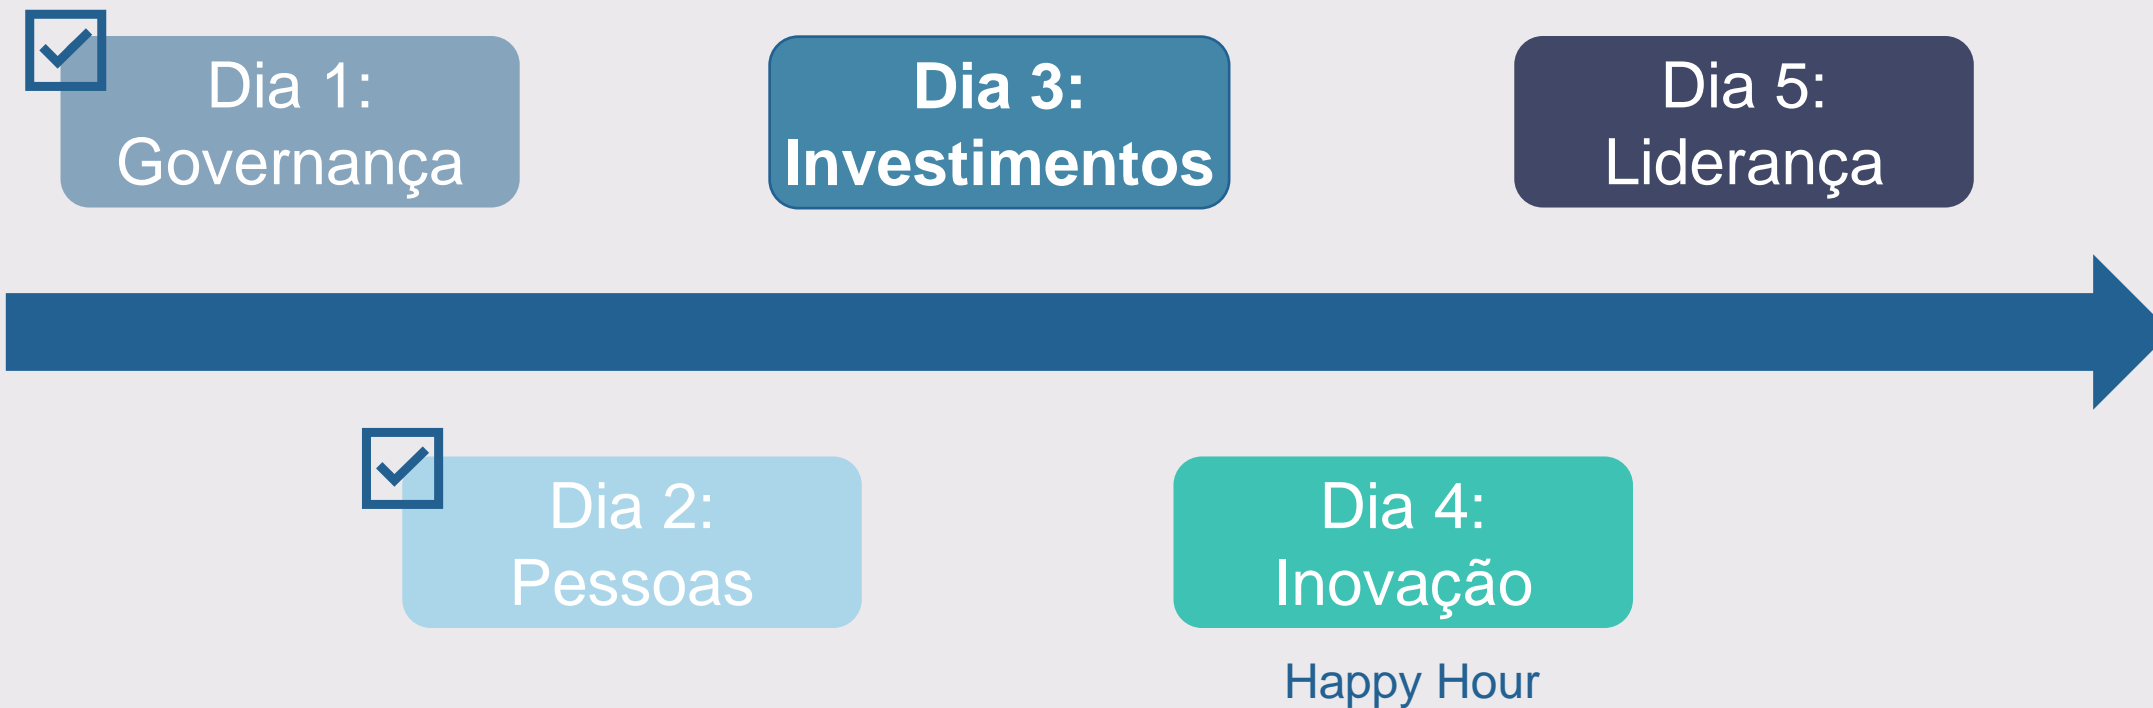 Dia 1:
Governança
Dia 3:
Investimentos
Dia 5:
Liderança
Dia 2:
Pessoas
Dia 4:
Inovação
Happy Hour